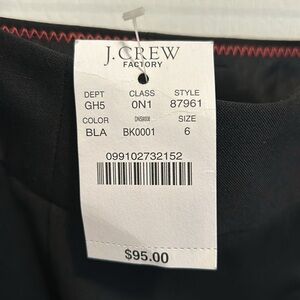 J.CREW
FACTORY
DEPT CLASS STYLE
GH5 0N1 87961
COLOR SIZE
BLA BK0001 6
099102732152
$95.00